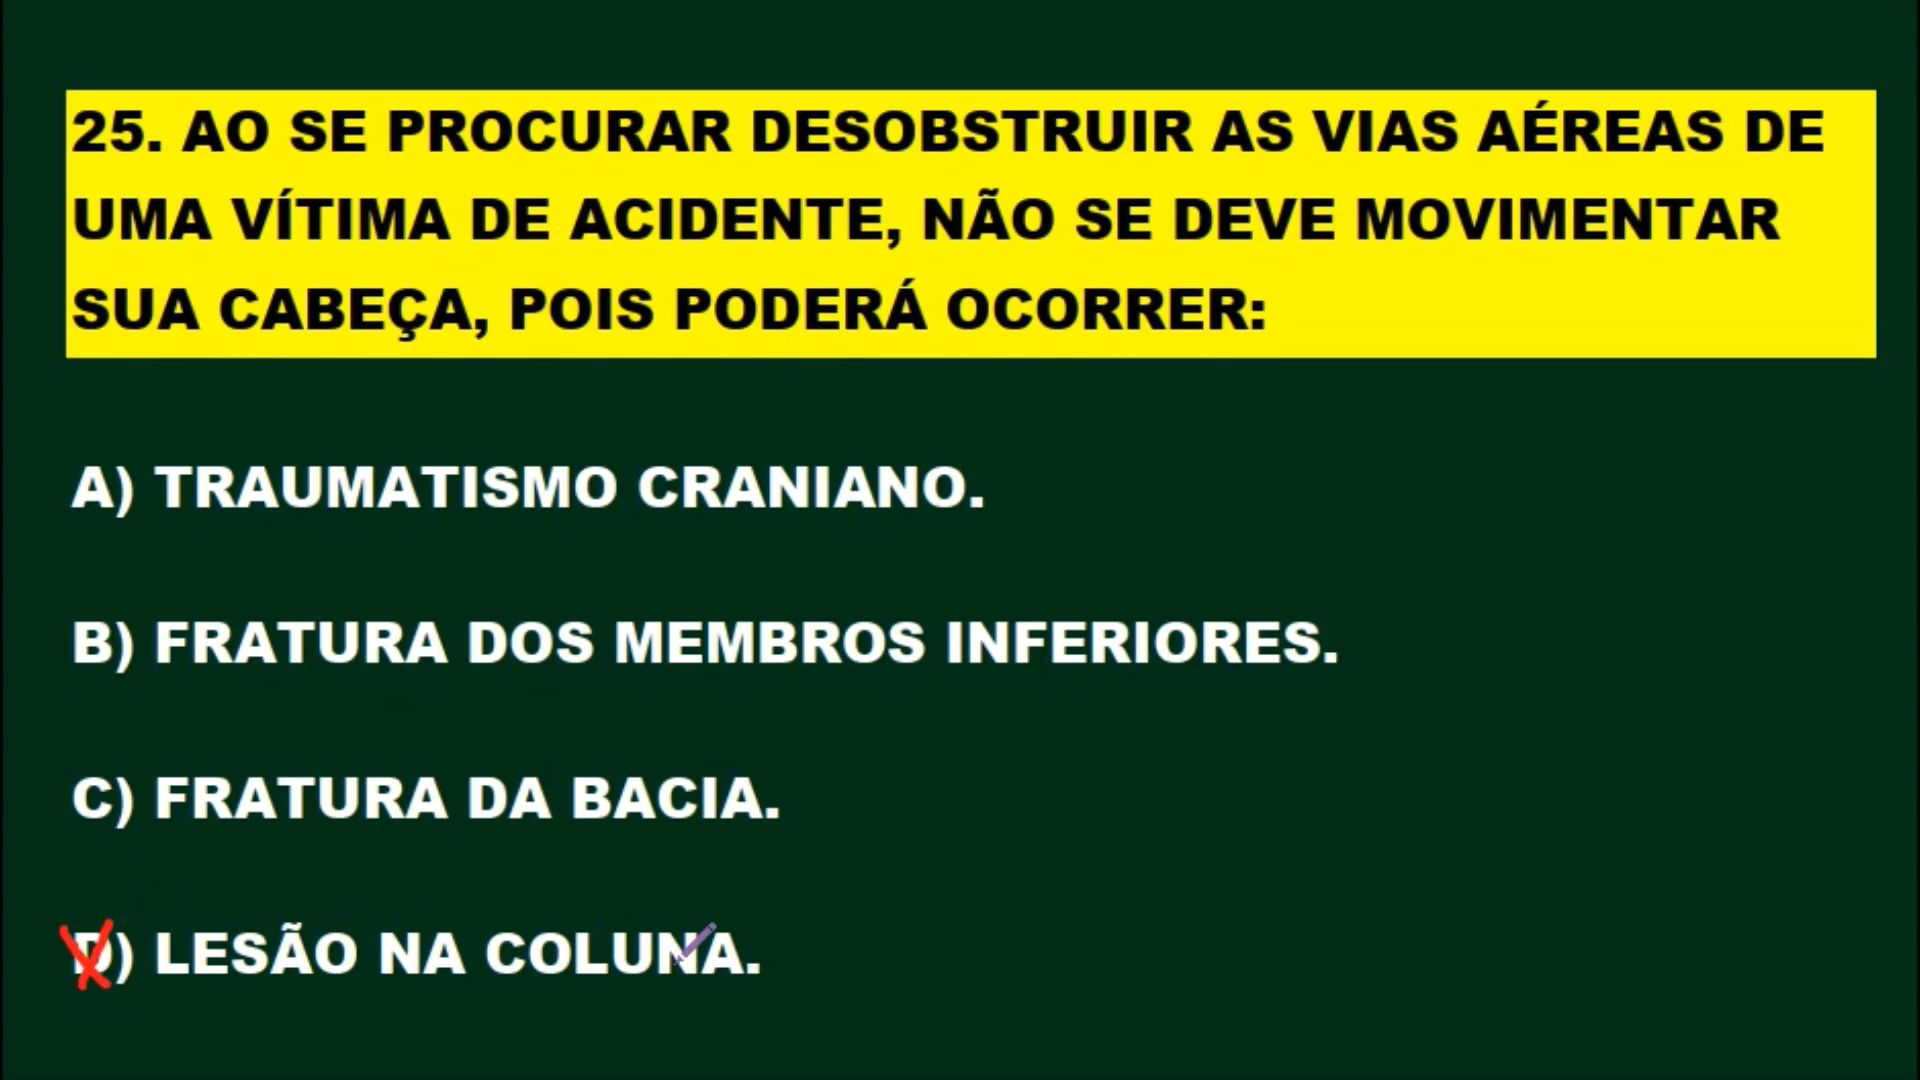 25. AO SE PROCURAR DESOBSTRUIR AS VIAS AÉREAS DE
UMA VÍTIMA DE ACIDENTE, NÃO SE DEVE MOVIMENTAR
SUA CABEÇA, POIS PODERÁ OCORRER:
A) TRAUMATISMO CRANIANO.
B) FRATURA DOS MEMBROS INFERIORES.
C) FRATURA DA BACIA.
D) LESÃO NA COLUNA.